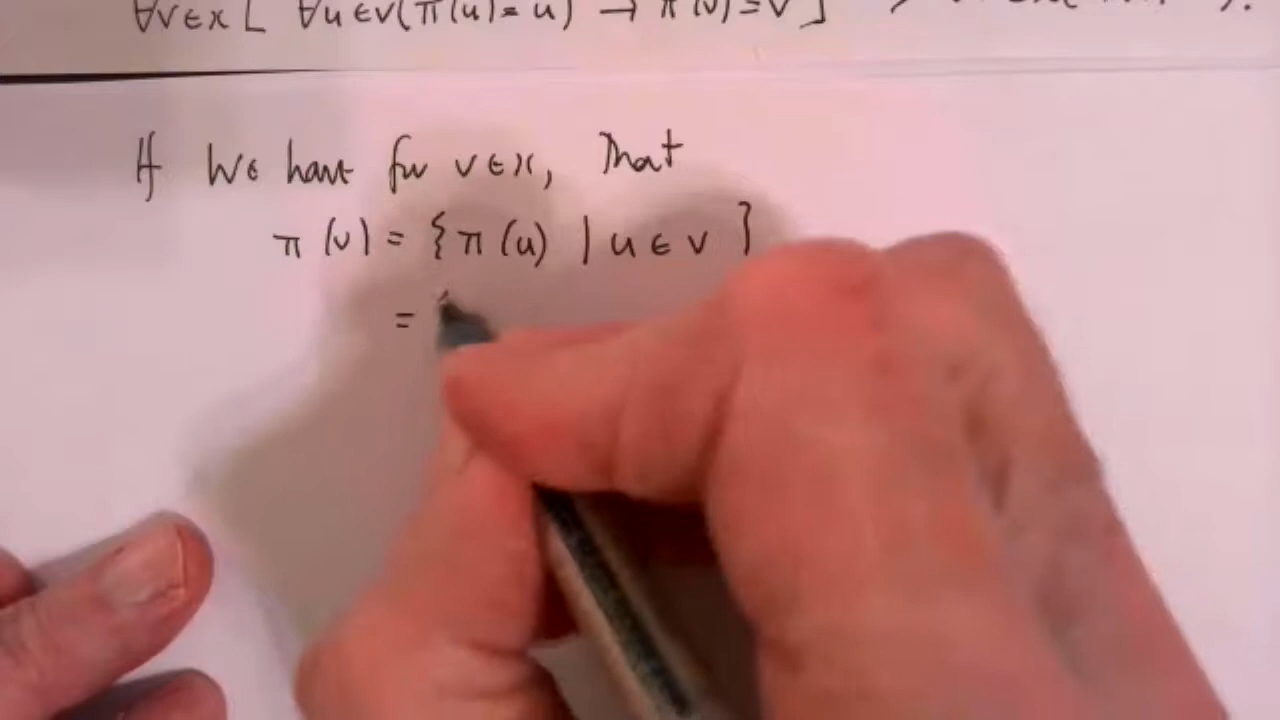 ∀v∈x [ ∀u∈v(π(u)=u) → π(v)=v ]
If we have for v∈x, that
π(v) = {π(u) | u ∈ v }
=